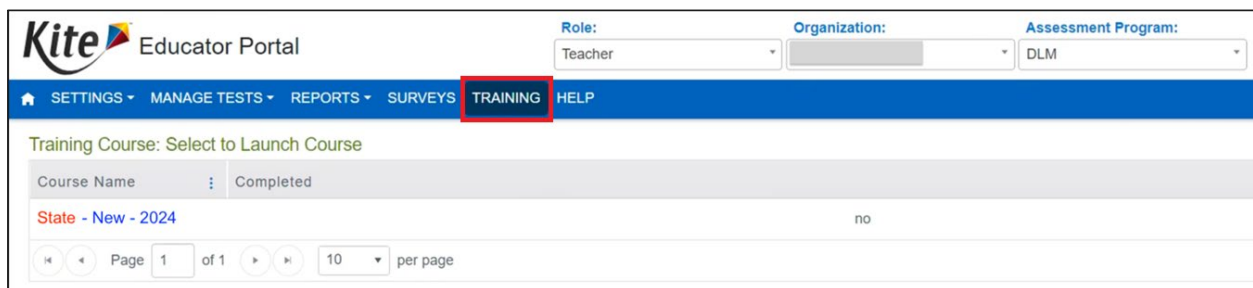 Kite Educator Portal
Role: Organization: Assessment Program:
Teacher DLM
SETTINGS MANAGE TESTS REPORTS SURVEYS TRAINING HELP
Training Course: Select to Launch Course
Course Name Completed
State - New - 2024 no
Page 1 of 1 10 per page